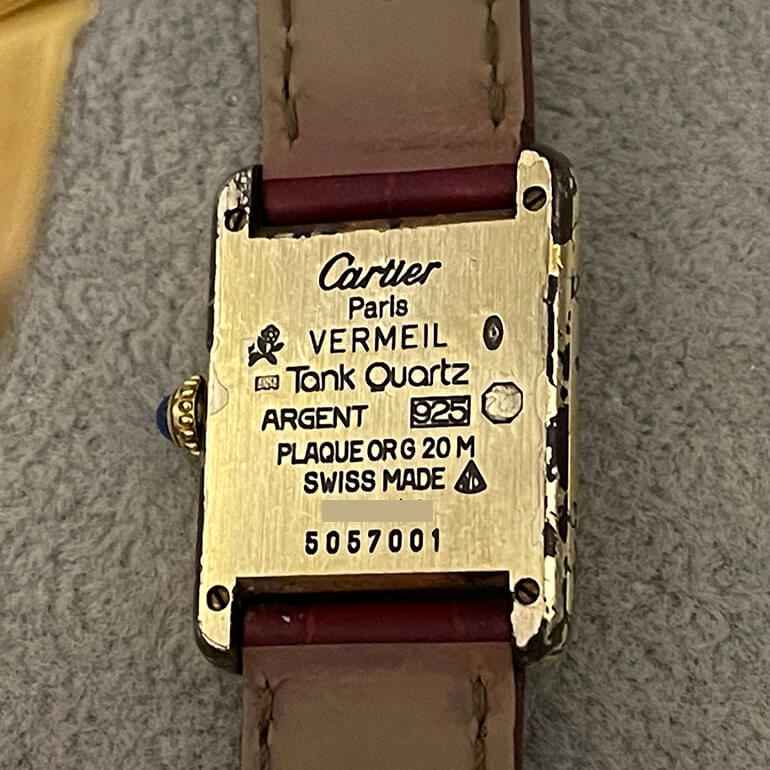 Cartier
Paris
VERMEIL
Tank Quartz
ARGENT 925
PLAQUE OR G 20 M
SWISS MADE
5057001